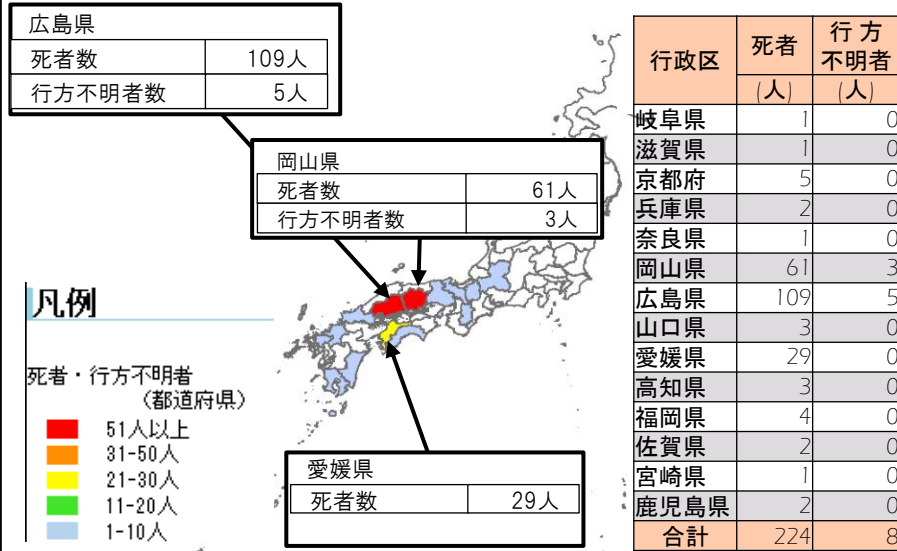 広島県
死者数 109人
行方不明者数 5人
岡山県
死者数 61人
行方不明者数 3人
凡例
死者・行方不明者
(都道府県)
51人以上
31-50人
21-30人
11-20人
1-10人
愛媛県
死者数 29人
行政区 死者 行方不明者
(人) (人)
岐阜県 1 0
滋賀県 1 0
京都府 5 0
兵庫県 2 0
奈良県 1 0
岡山県 61 3
広島県 109 5
山口県 3 0
愛媛県 29 0
高知県 3 0
福岡県 4 0
佐賀県 2 0
宮崎県 1 0
鹿児島県 2 0
合計 224 8